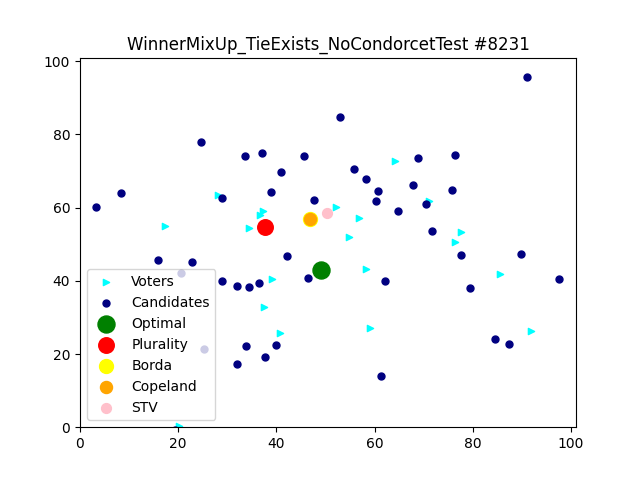 WinnerMixUp_TieExists_NoCondorcetTest #8231
100
80
60
40
20
0
Voters
Candidates
Optimal
Plurality
Borda
Copeland
STV
0 20 40 60 80 100